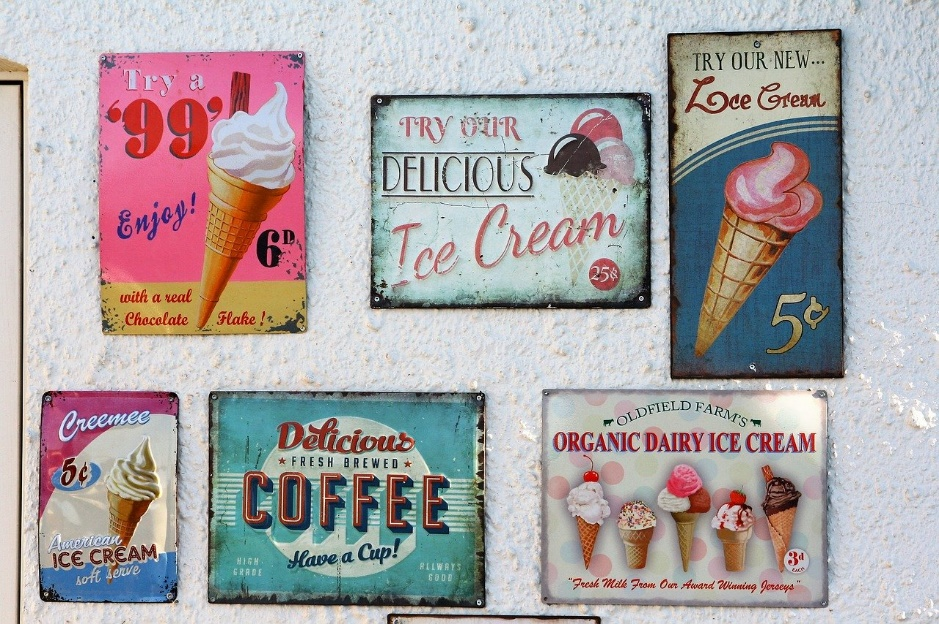 Try a
'99'
Enjoy!
6D
with a real
Chocolate Flake!
TRY OUR
DELICIOUS
Ice Cream
25¢
TRY OUR NEW...
Ice Cream
5¢
Creemee
5¢
American
ICE CREAM
soft serve
Delicious
FRESH BREWED
COFFEE
Have a Cup!
HIGH
GRADE
ALLWAYS
GOOD
OLDFIELD FARM'S
ORGANIC DAIRY ICE CREAM
3d
"Fresh Milk From Our Award Winning Jerseys"